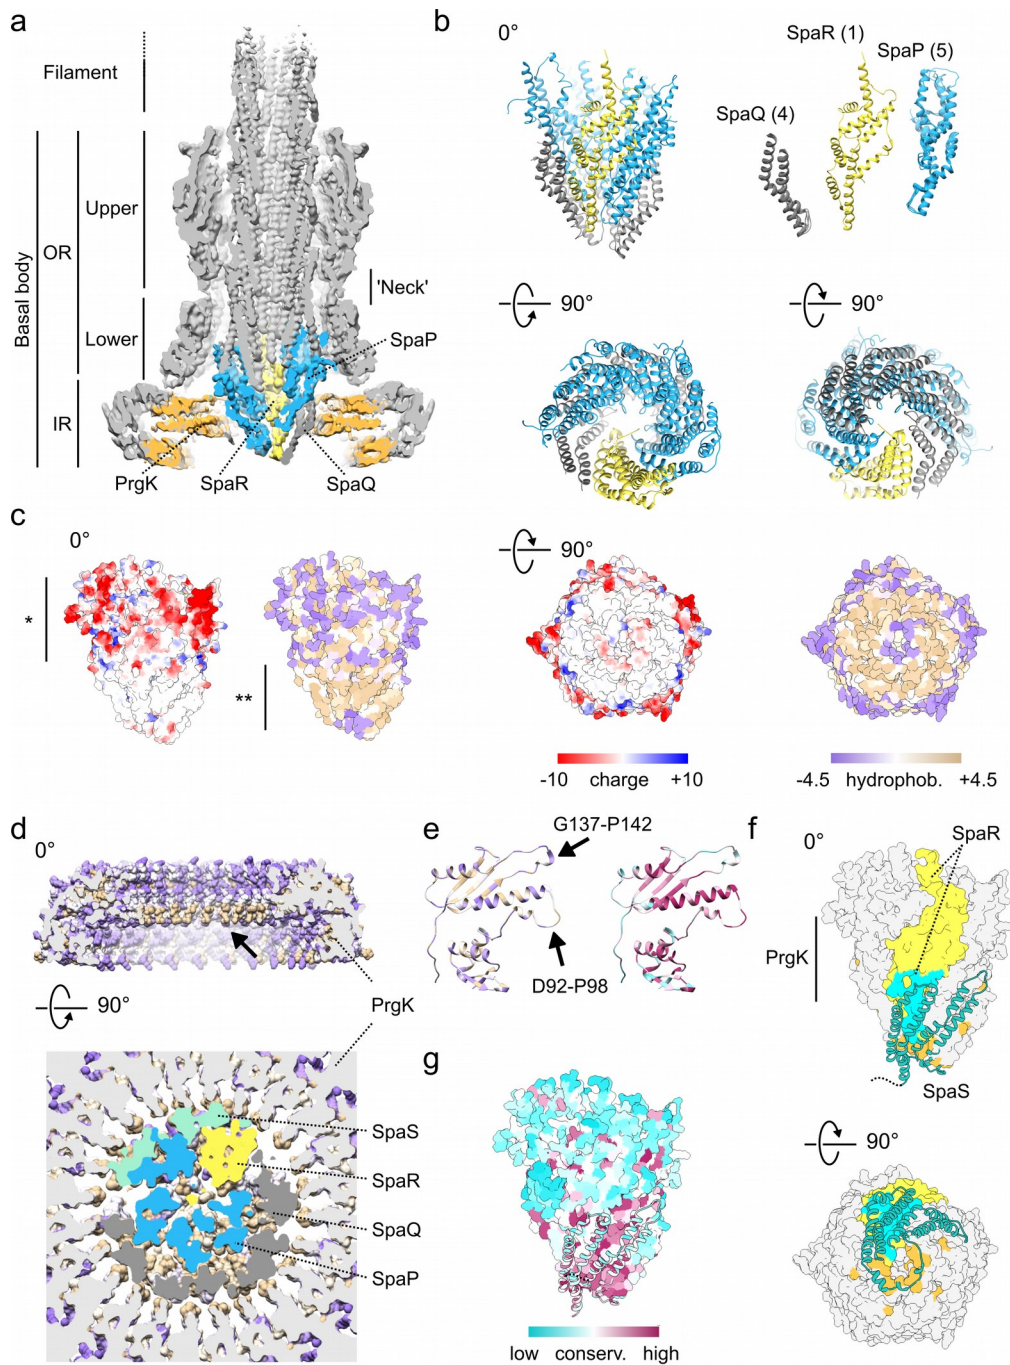 a
Filament
Basal body
OR
Upper
Lower
IR
'Neck'
SpaP
PrgK
SpaR
SpaQ
b
0°
SpaR (1)
SpaP (5)
SpaQ (4)
90°
90°
c
0°
*
**
90°
-10 charge +10
-4.5 hydrophob. +4.5
d
0°
PrgK
90°
SpaS
SpaR
SpaQ
SpaP
e
G137-P142
D92-P98
f
0°
SpaR
PrgK
SpaS
90°
g
low conserv. high